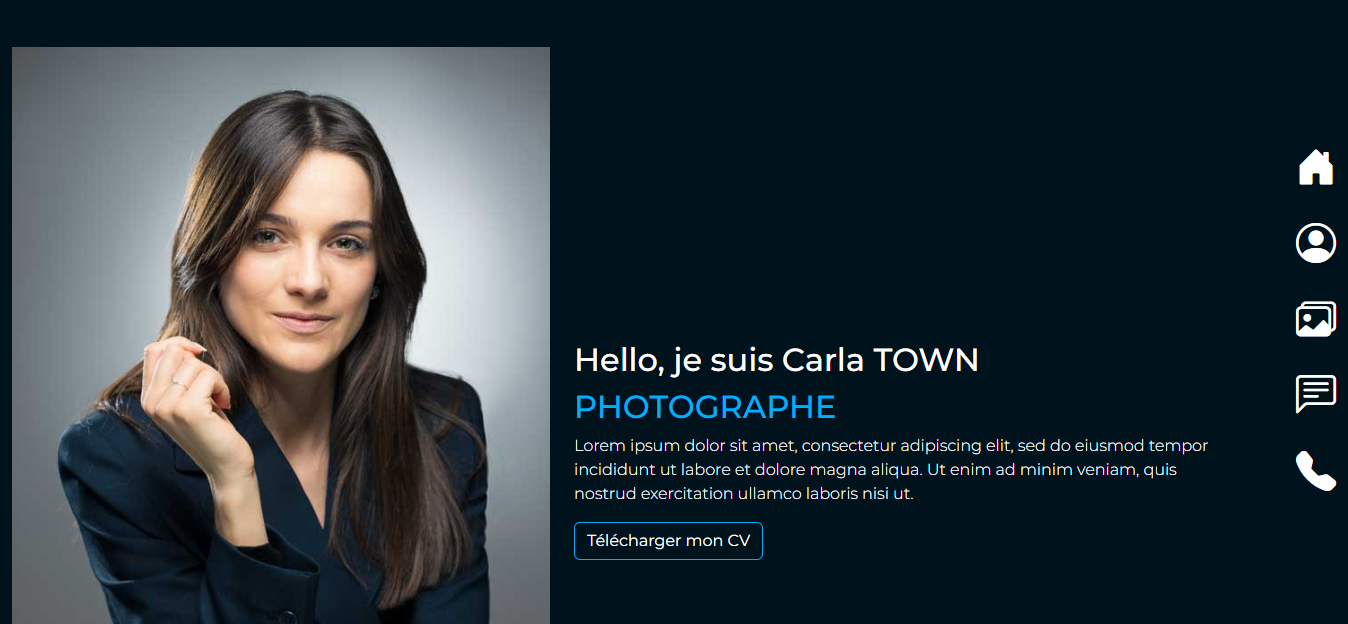 Hello, je suis Carla TOWN
PHOTOGRAPHE
Lorem ipsum dolor sit amet, consectetur adipiscing elit, sed do eiusmod tempor
incididunt ut labore et dolore magna aliqua. Ut enim ad minim veniam, quis
nostrud exercitation ullamco laboris nisi ut.
Télécharger mon CV